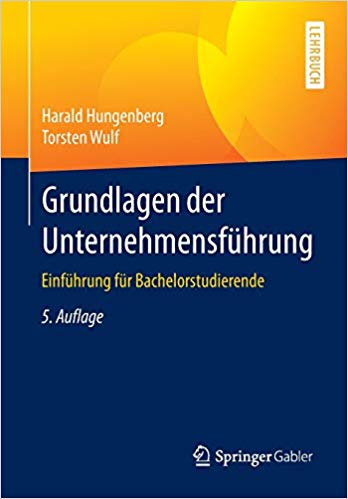 LEHRBUCH
Harald Hungenberg
Torsten Wulf
Grundlagen der
Unternehmensführung
Einführung für Bachelorstudierende
5. Auflage
Springer Gabler